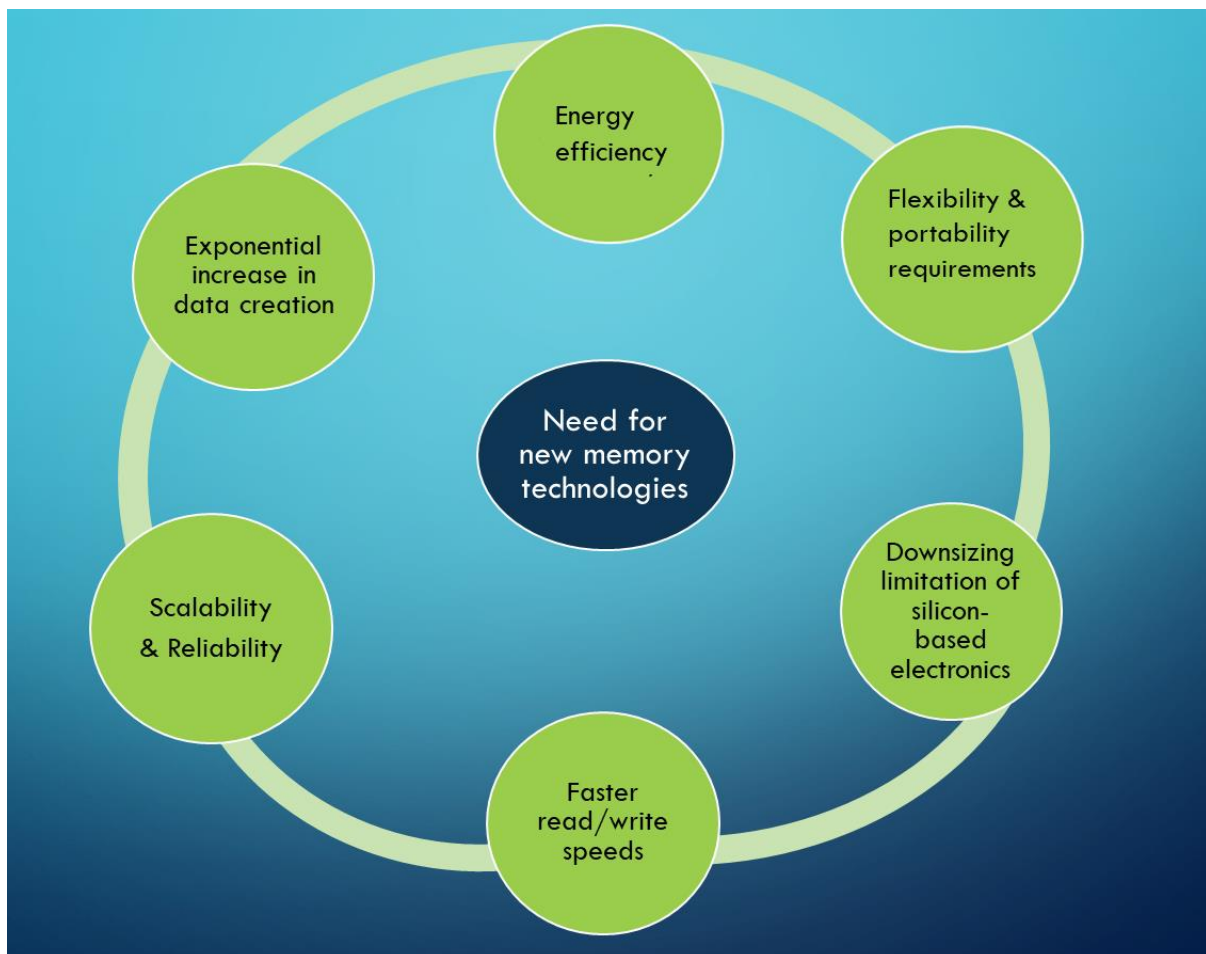 Energy
efficiency
Flexibility &
portability
requirements
Exponential
increase in
data creation
Need for
new memory
technologies
Downsizing
limitation of
silicon-
based
electronics
Scalability
& Reliability
Faster
read/write
speeds